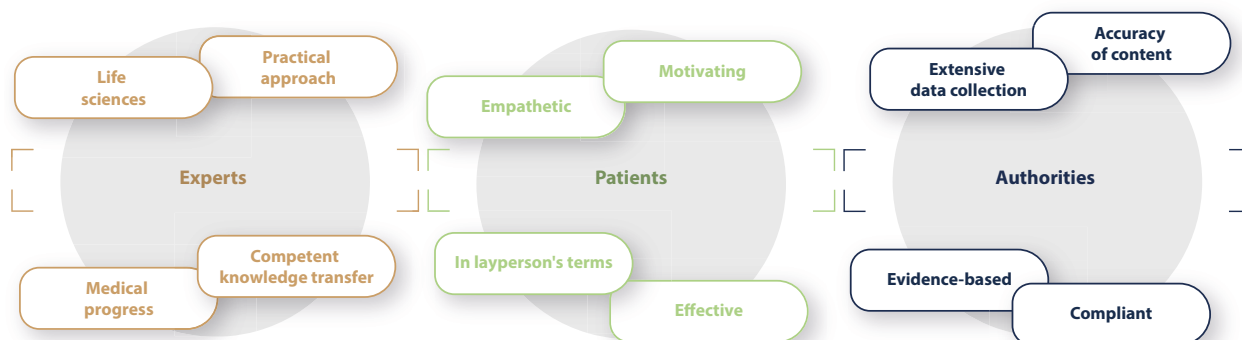 Life
sciences
Practical
approach
Experts
Medical
progress
Competent
knowledge transfer
Empathetic
Motivating
Patients
In layperson's terms
Effective
Extensive
data collection
Accuracy
of content
Authorities
Evidence-based
Compliant